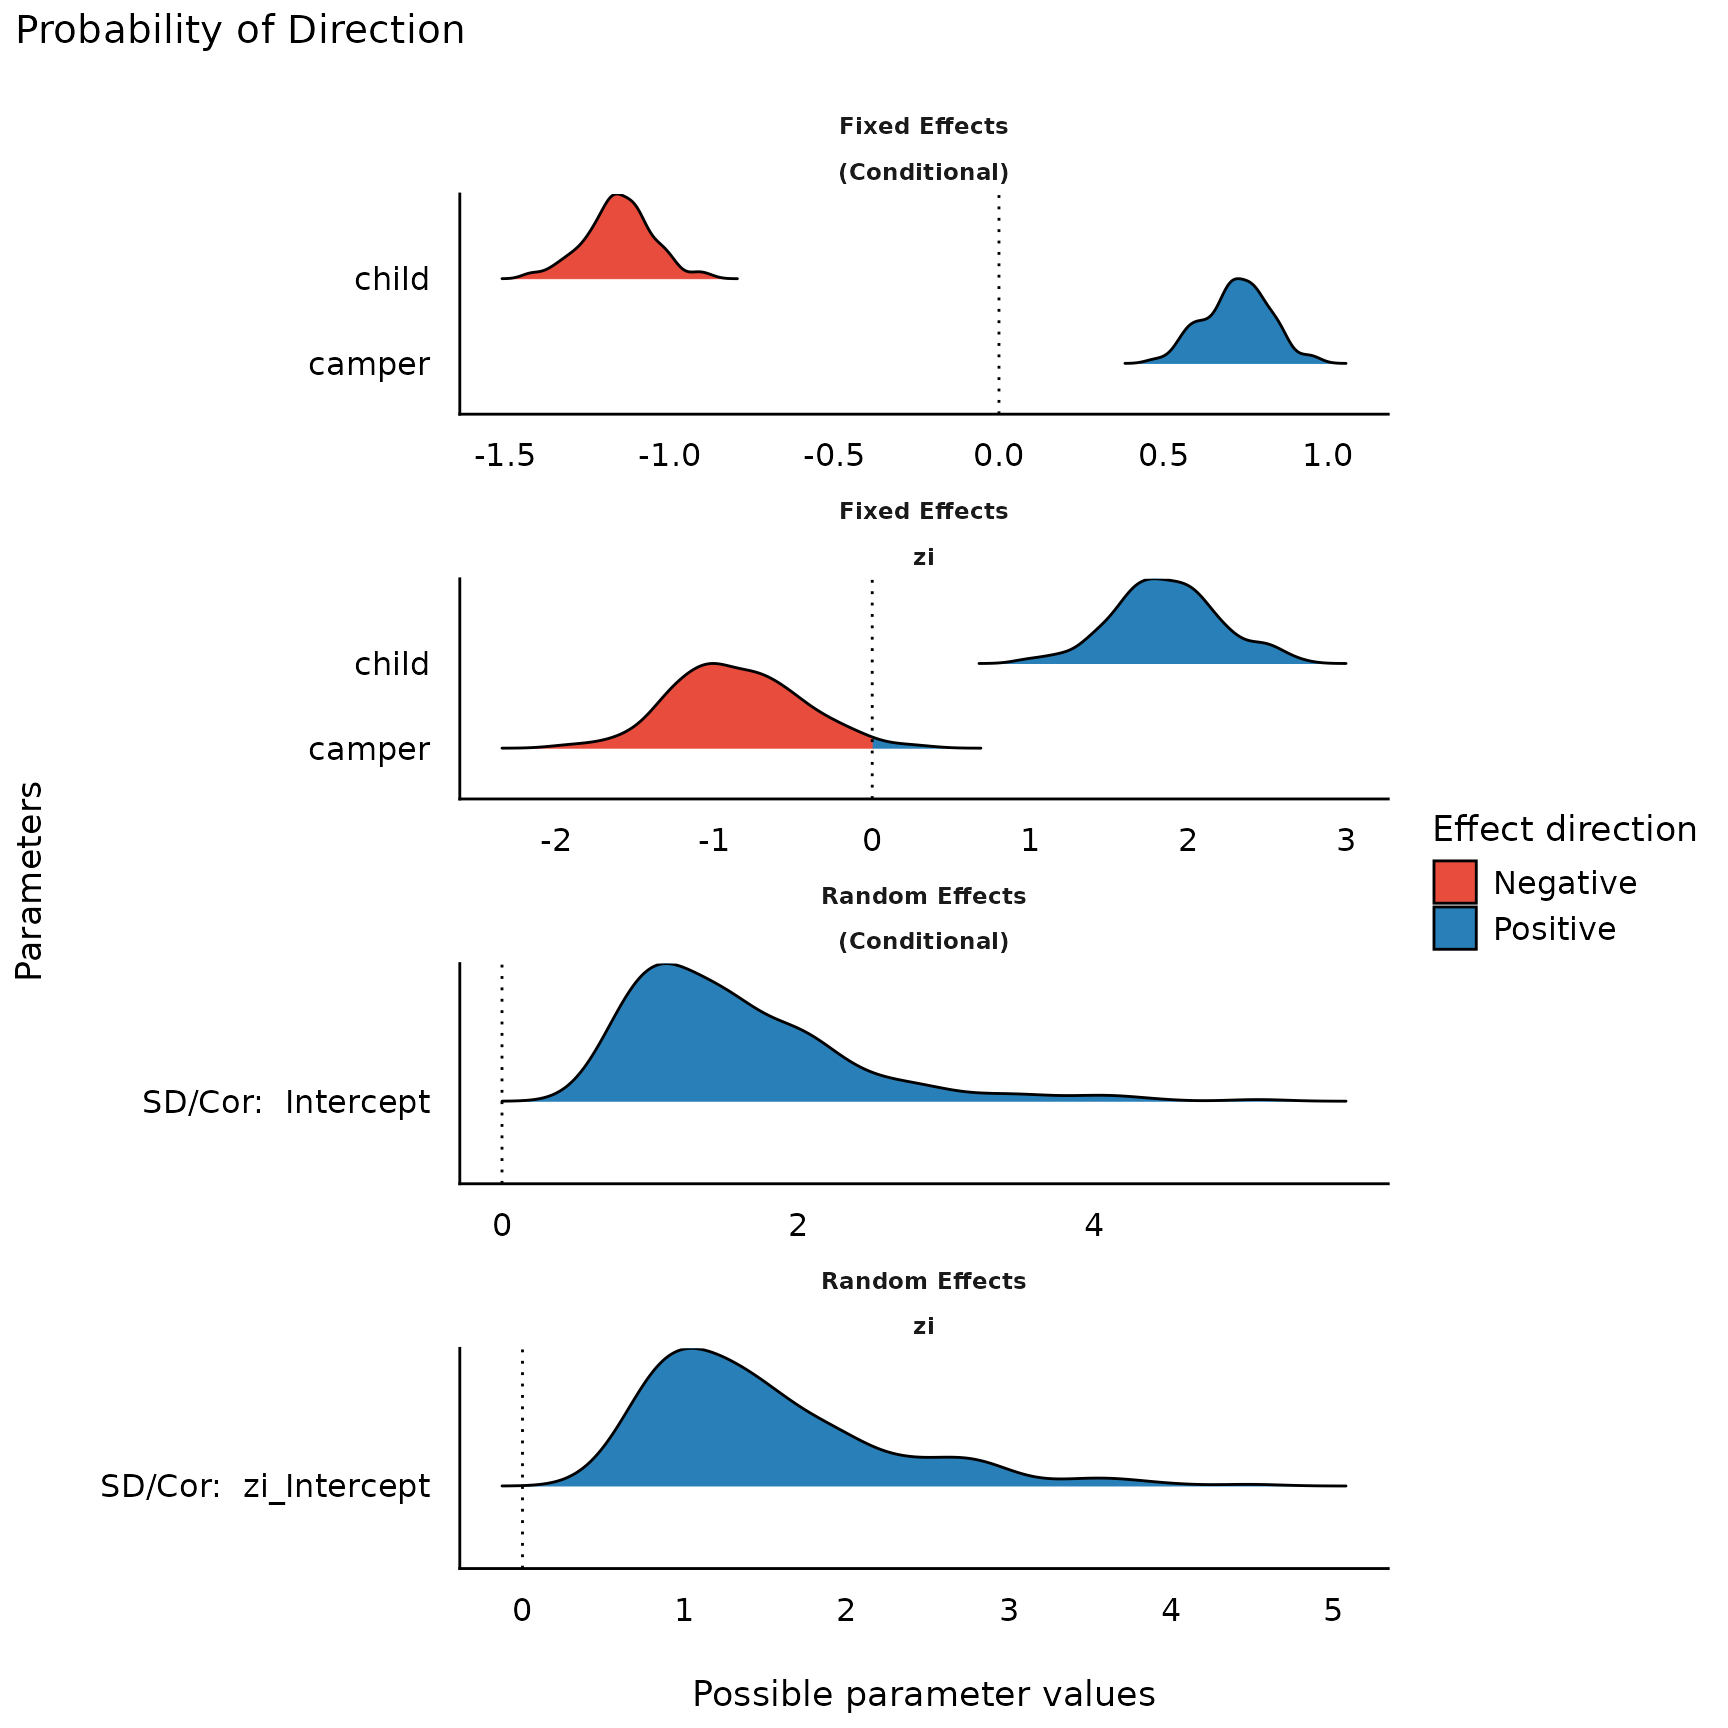 Probability of Direction
Fixed Effects
(Conditional)
child
camper
-1.5 -1.0 -0.5 0.0 0.5 1.0
Fixed Effects
zi
child
camper
-2 -1 0 1 2 3
Random Effects
(Conditional)
SD/Cor: Intercept
0 2 4
Random Effects
zi
SD/Cor: zi_Intercept
0 1 2 3 4 5
Possible parameter values
Parameters
Effect direction
Negative
Positive